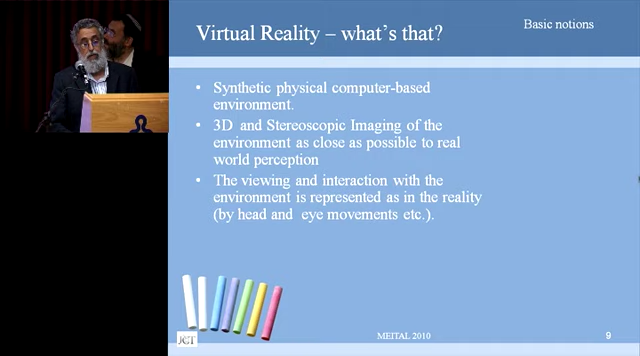 Virtual Reality – what's that?
Basic notions
• Synthetic physical computer-based
environment.
• 3D and Stereoscopic Imaging of the
environment as close as possible to real
world perception
• The viewing and interaction with the
environment is represented as in the reality
(by head and eye movements etc.).
JCT
MEITAL 2010
9